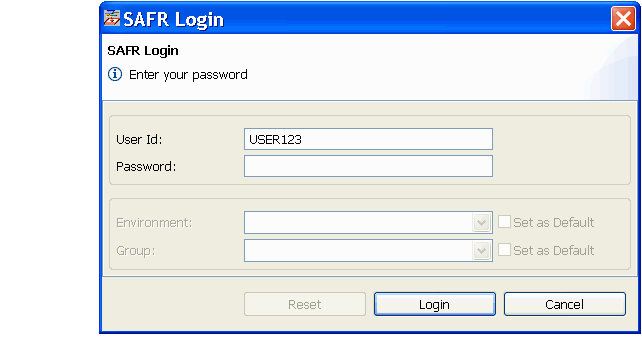 SAFR Login
SAFR Login
Enter your password
User Id: USER123
Password:
Environment: Set as Default
Group: Set as Default
Reset Login Cancel